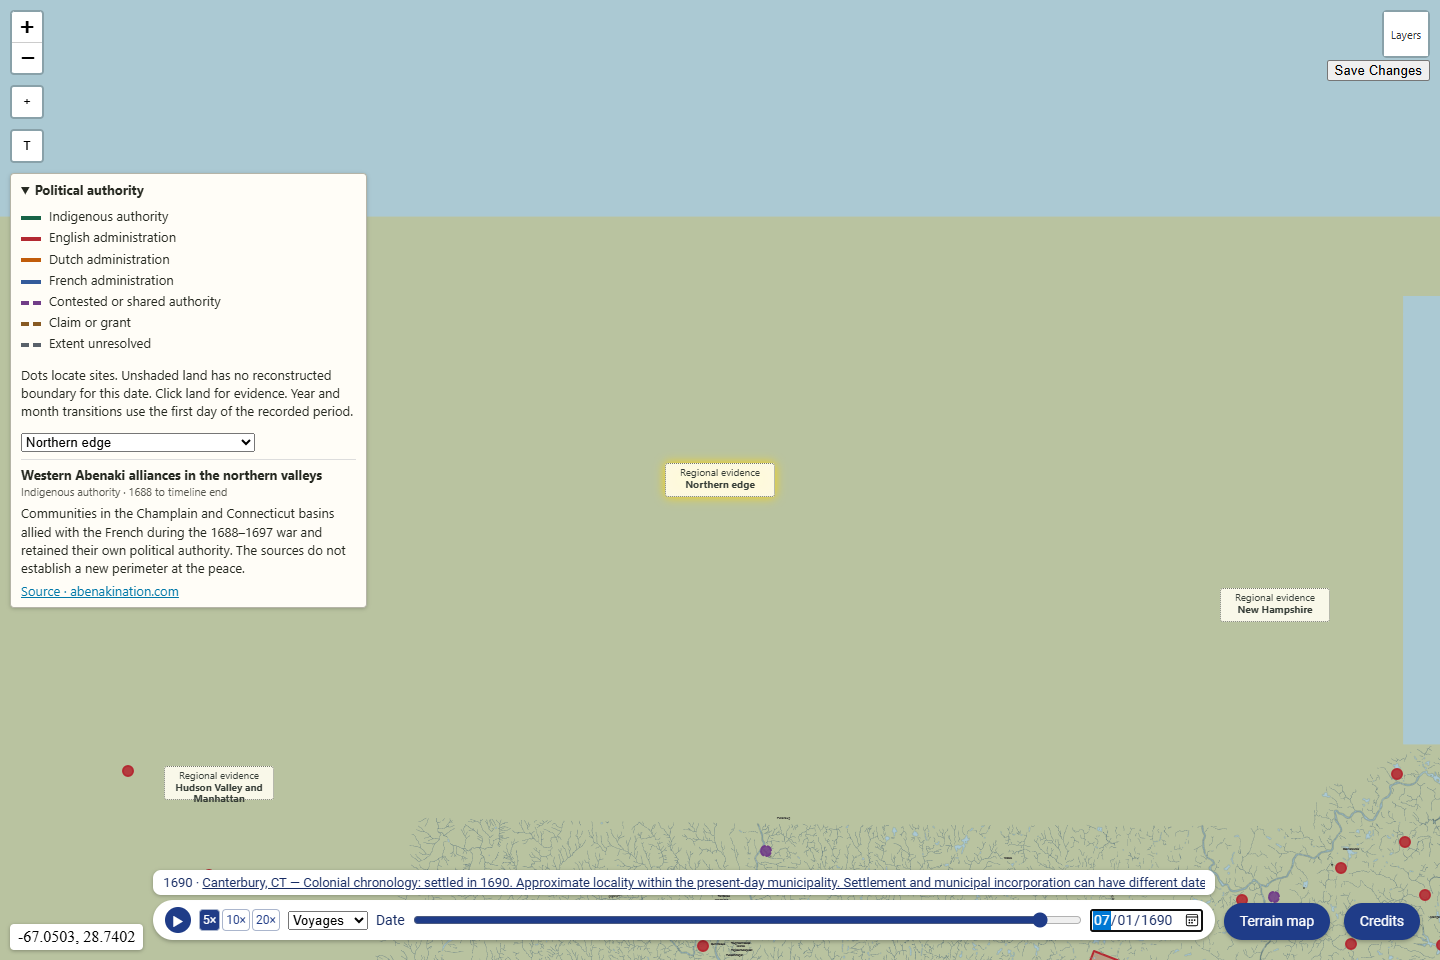 +
Layers
−
Save Changes
+
T
▼ Political authority
Indigenous authority
English administration
Dutch administration
French administration
Contested or shared authority
Claim or grant
Extent unresolved
Dots locate sites. Unshaded land has no reconstructed
boundary for this date. Click land for evidence. Year and
month transitions use the first day of the recorded period.
Northern edge
Western Abenaki alliances in the northern valleys
Indigenous authority · 1688 to timeline end
Communities in the Champlain and Connecticut basins
allied with the French during the 1688–1697 war and
retained their own political authority. The sources do not
establish a new perimeter at the peace.
Source · abenakination.com
Regional evidence
Northern edge
Regional evidence
New Hampshire
Regional evidence
Hudson Valley and
Manhattan
1690 · Canterbury, CT — Colonial chronology: settled in 1690. Approximate locality within the present-day municipality. Settlement and municipal incorporation can have different date
5× 10× 20× Voyages Date 07/01/1690
Terrain map
Credits
-67.0503, 28.7402